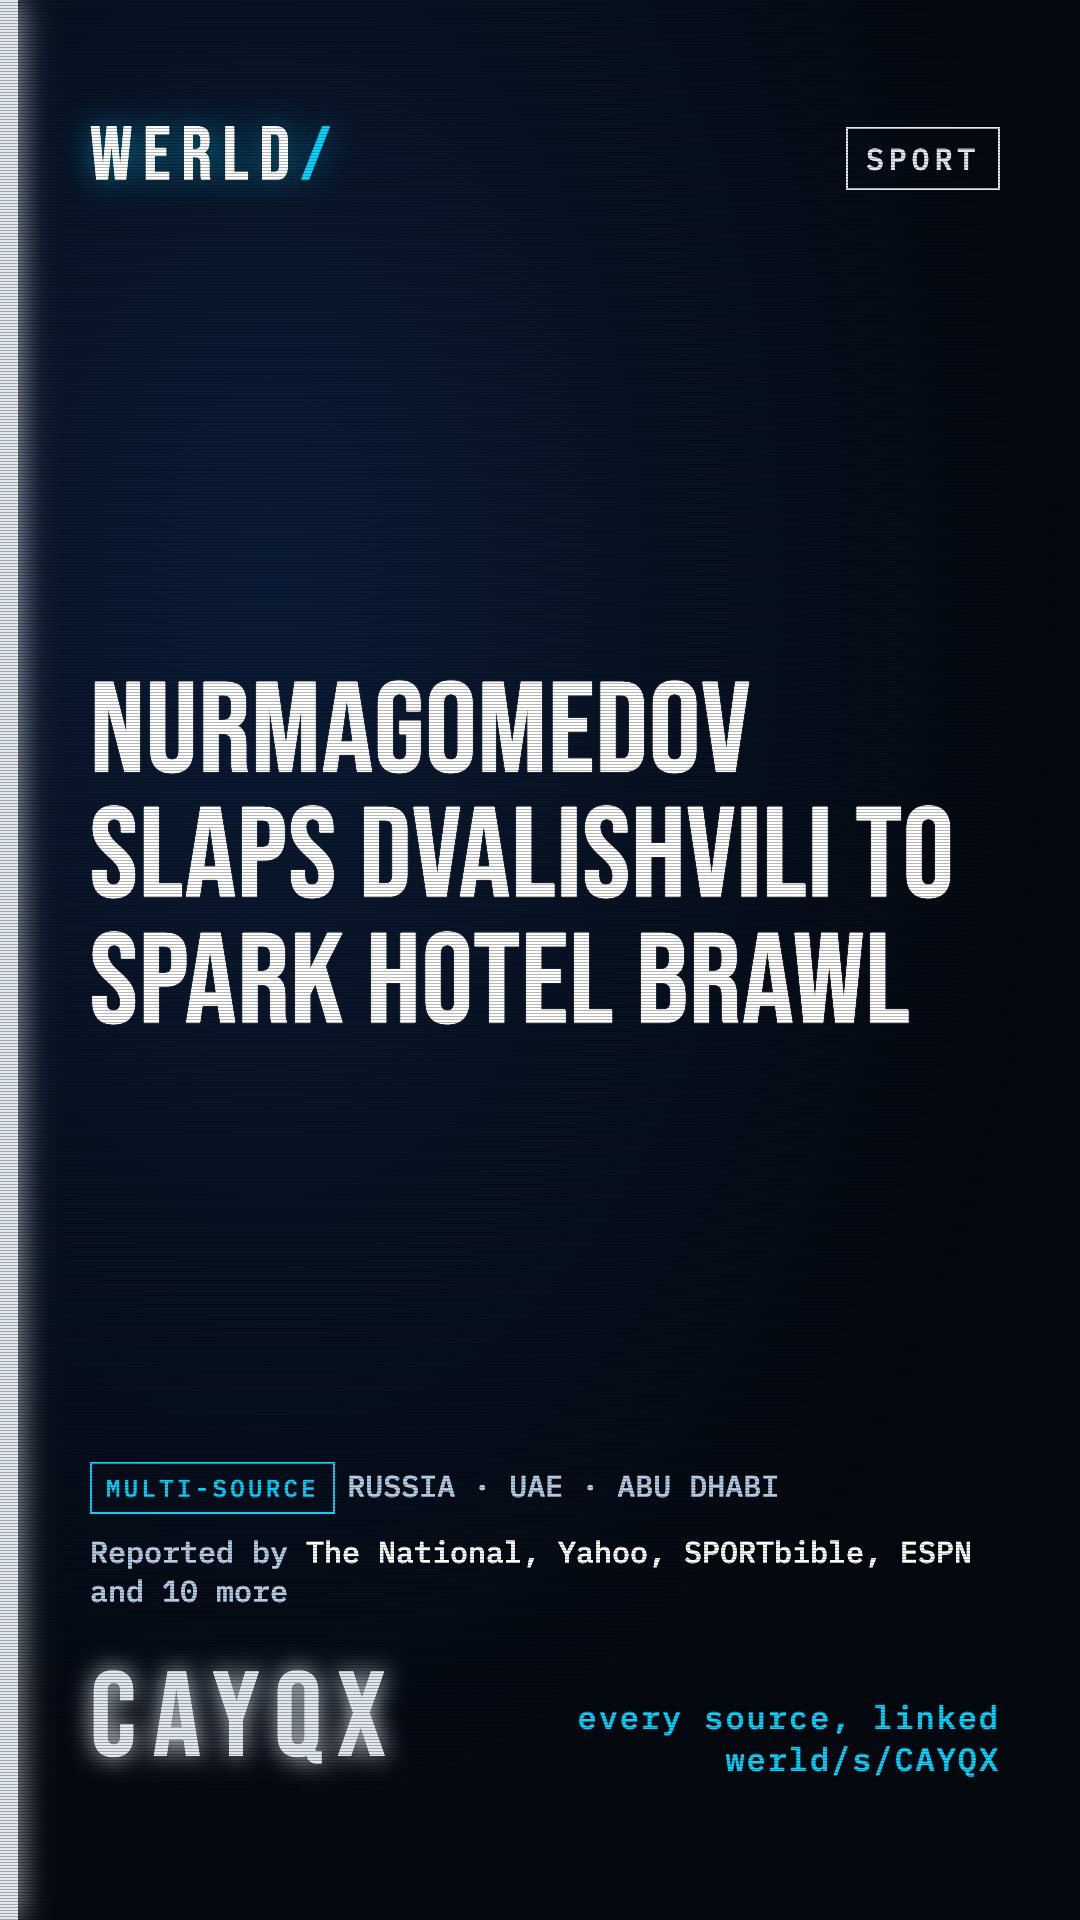 WERLD/
SPORT
NURMAGOMEDOV
SLAPS DVALISHVILI TO
SPARK HOTEL BRAWL
MULTI-SOURCE RUSSIA · UAE · ABU DHABI
Reported by The National, Yahoo, SPORTbible, ESPN
and 10 more
CAYQX
every source, linked
werld/s/CAYQX